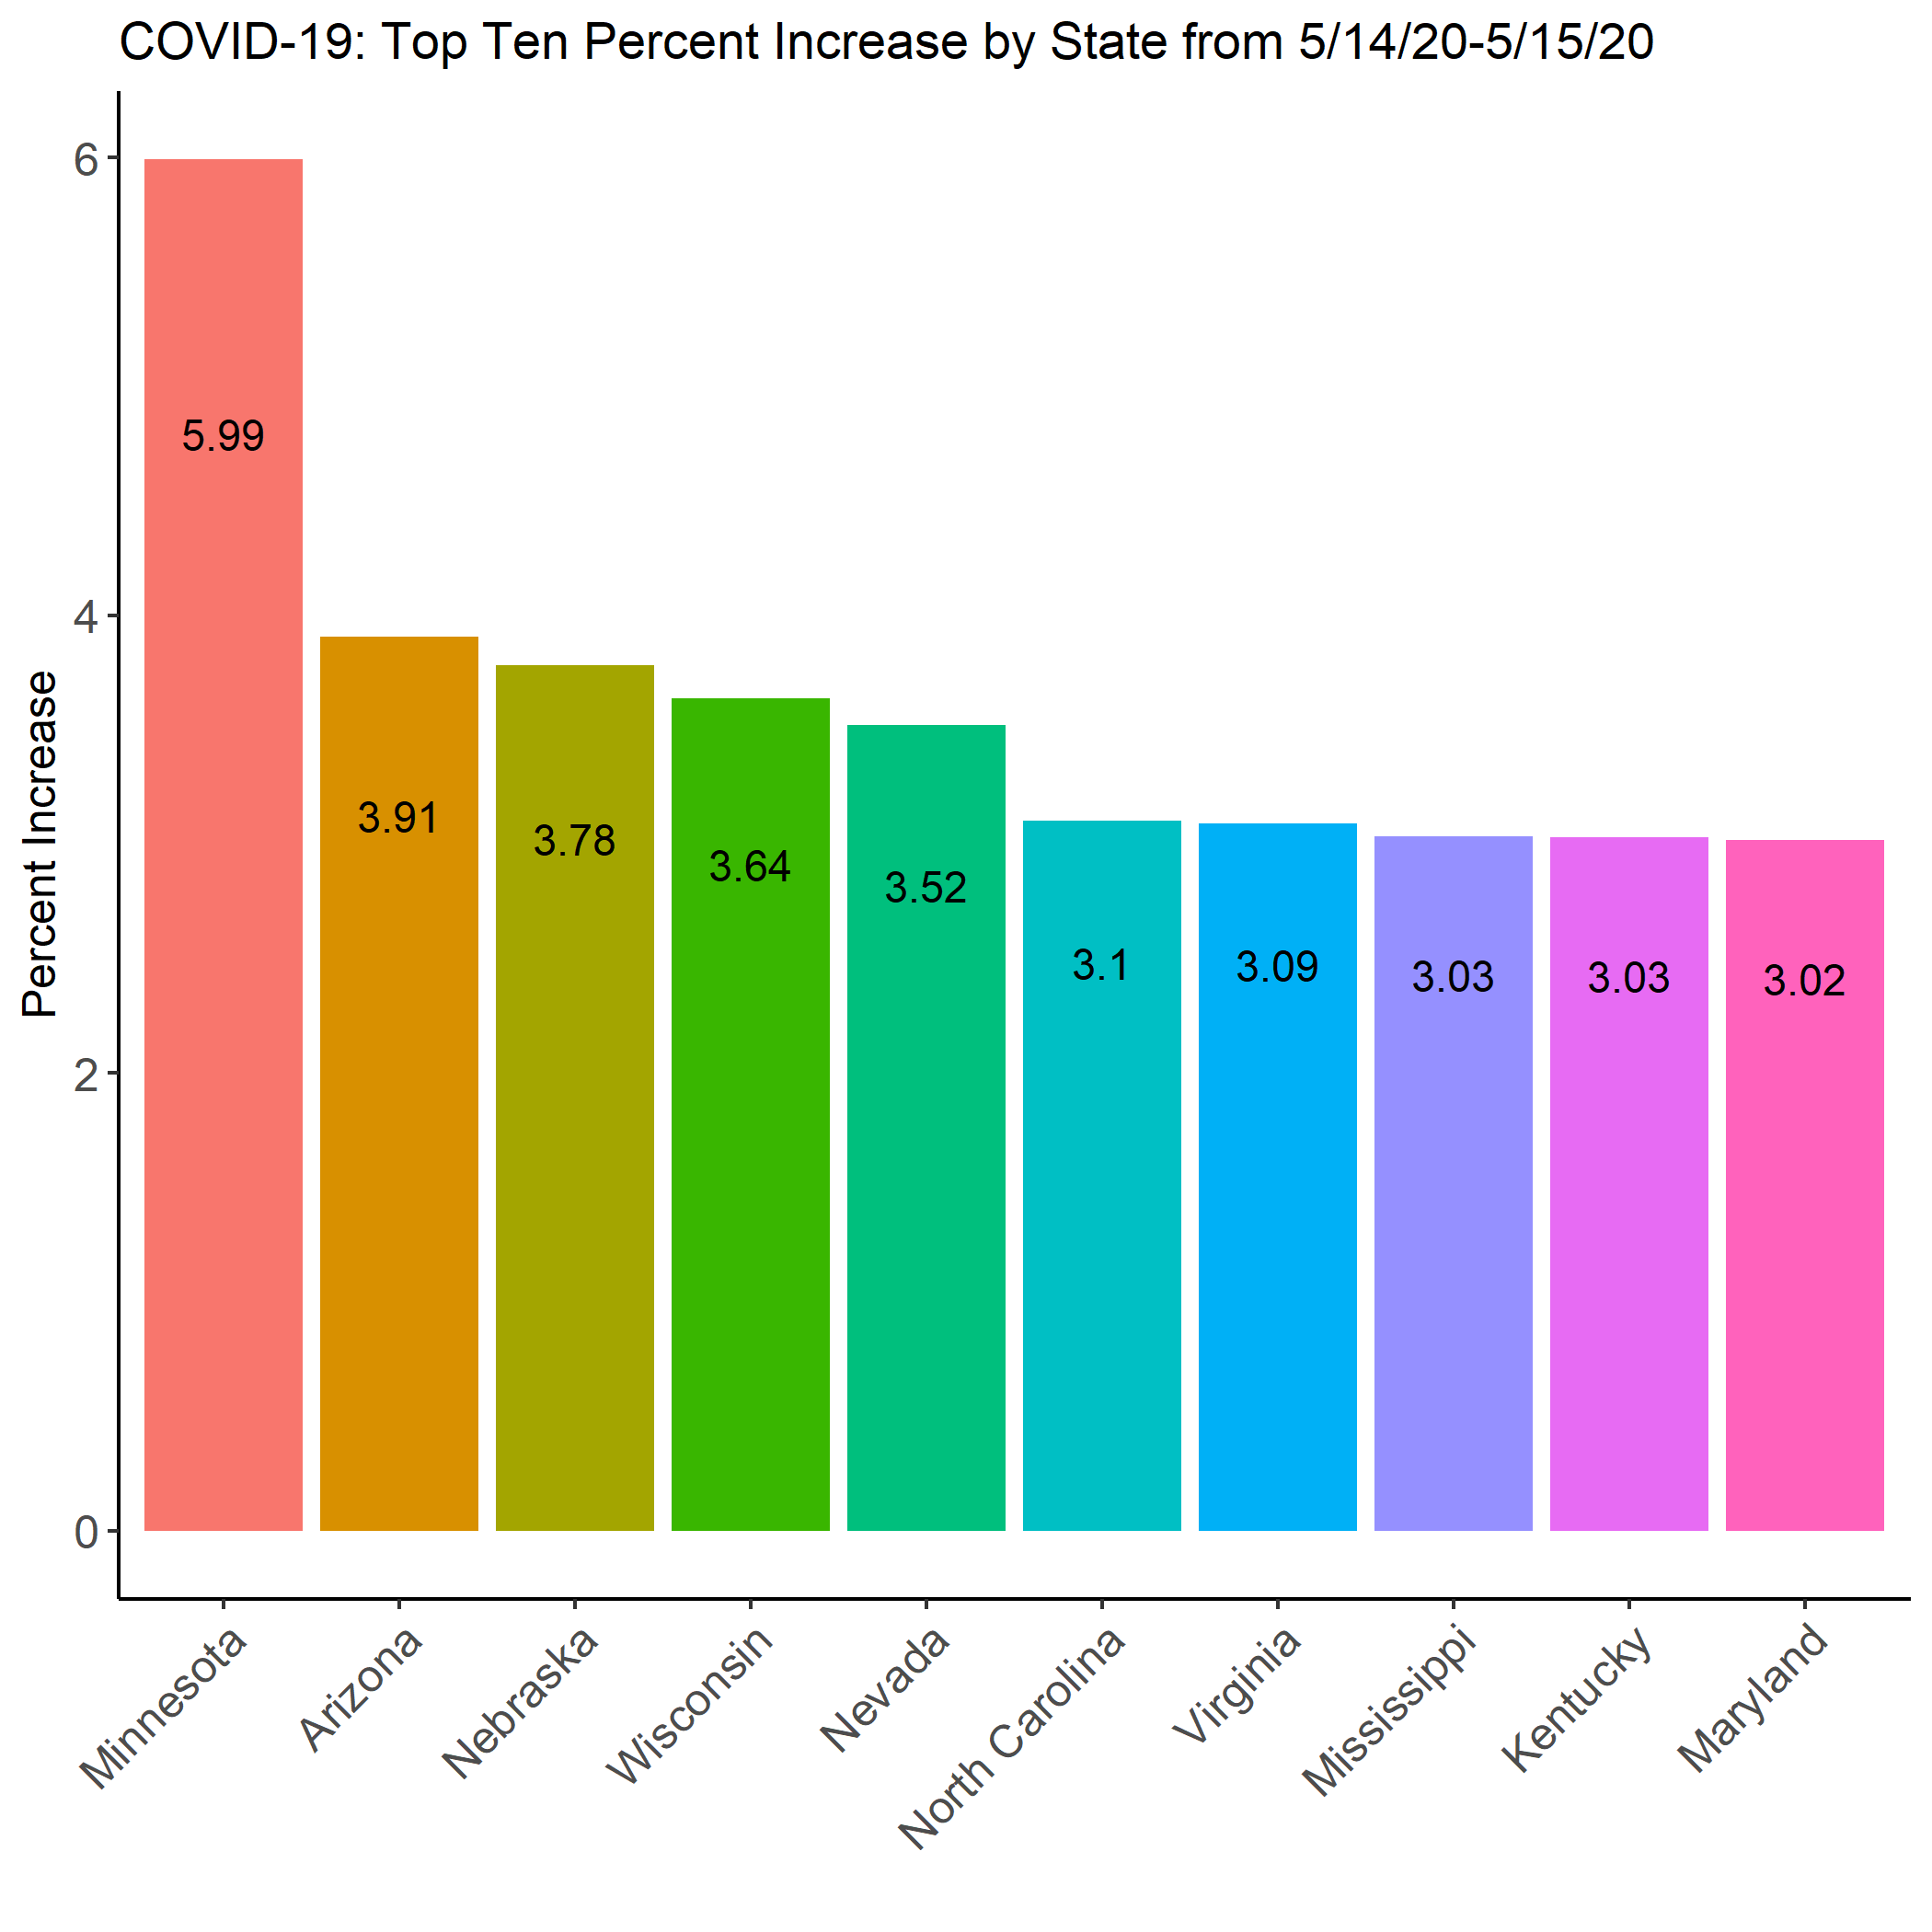 COVID-19: Top Ten Percent Increase by State from 5/14/20-5/15/20
Percent Increase
6
4
2
0
5.99
3.91
3.78
3.64
3.52
3.1
3.09
3.03
3.03
3.02
Minnesota
Arizona
Nebraska
Wisconsin
Nevada
North Carolina
Virginia
Mississippi
Kentucky
Maryland